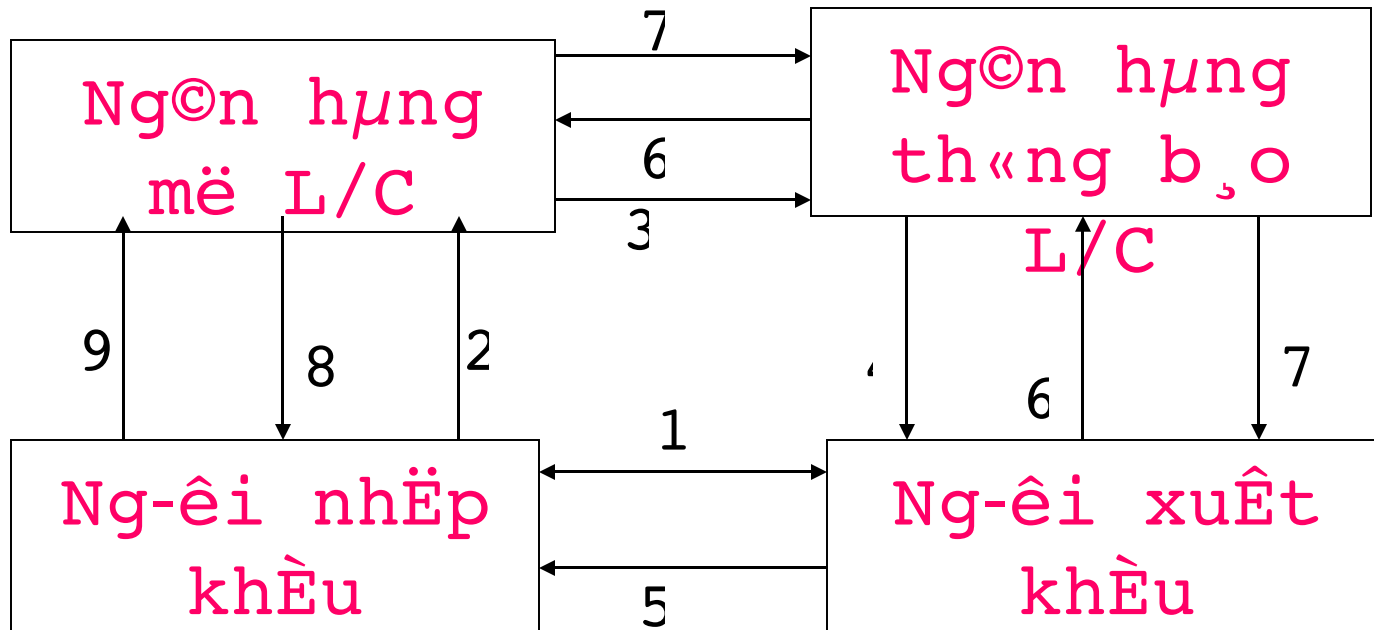 7
Ng©n hµng
më L/C
Ng©n hµng
th«ng b¸o
L/C
6
3
9
8
2
6
7
1
Ng-êi nhËp
khÈu
Ng-êi xuÊt
khÈu
5